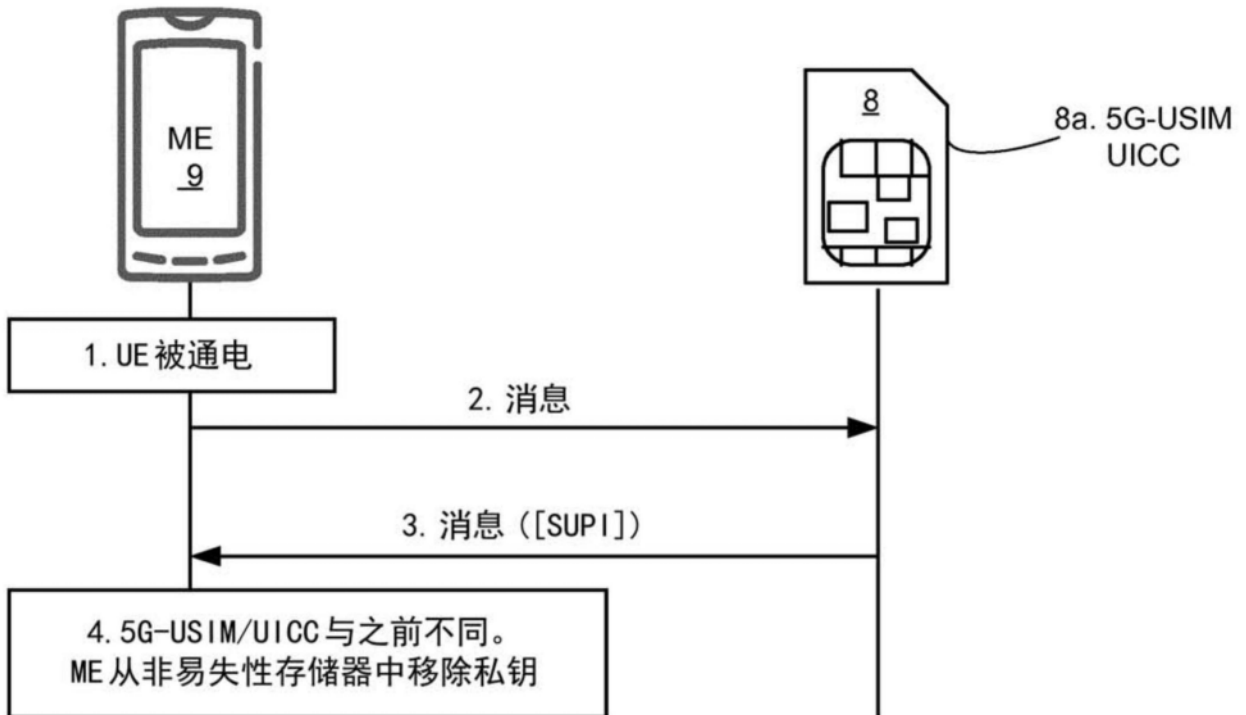 ME
9
8
8a. 5G-USIM
UICC
1. UE被通电
2. 消息
3. 消息 ([SUPI])
4. 5G-USIM/UICC与之前不同。
ME从非易失性存储器中移除私钥